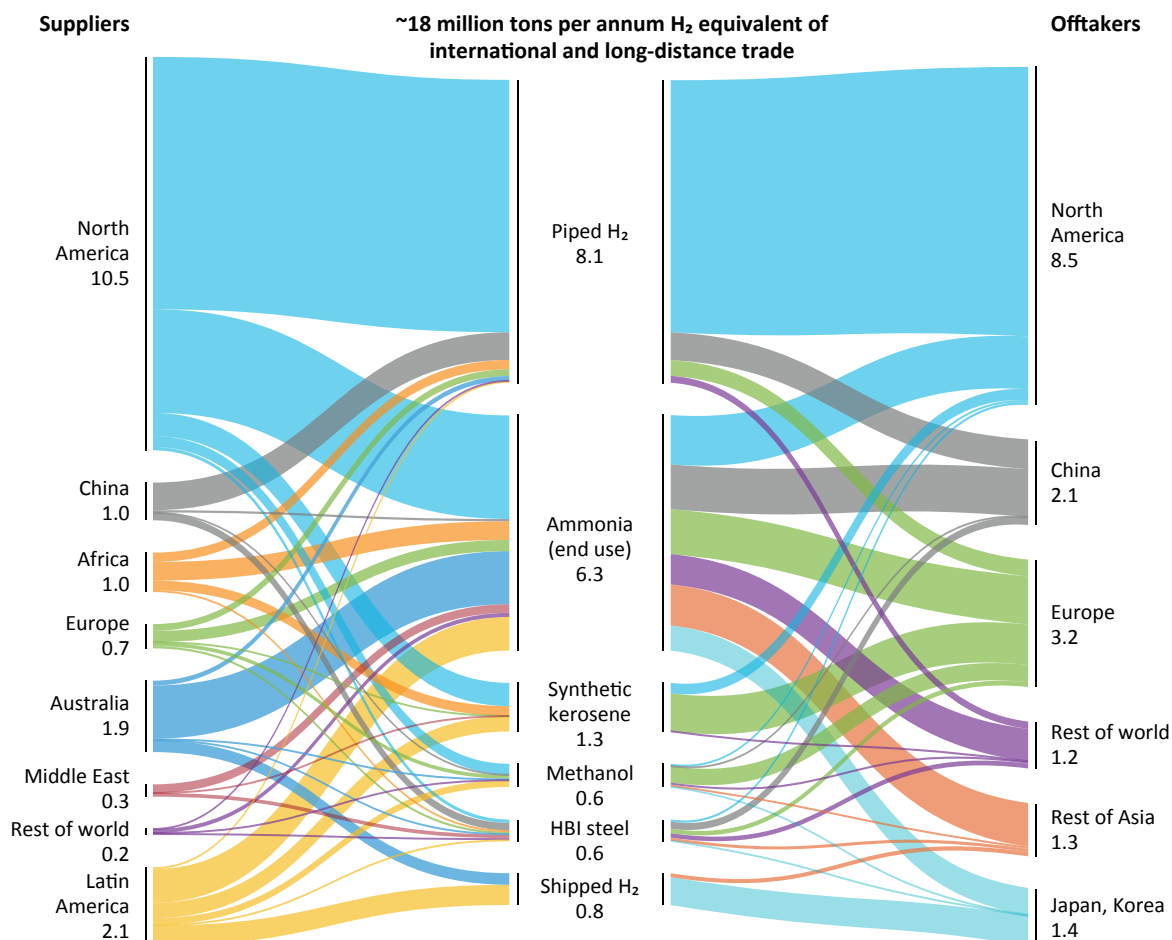 Suppliers
~18 million tons per annum H₂ equivalent of
international and long-distance trade
Offtakers
North
America
10.5
China
1.0
Africa
1.0
Europe
0.7
Australia
1.9
Middle East
0.3
Rest of world
0.2
Latin
America
2.1
Piped H₂
8.1
Ammonia
(end use)
6.3
Synthetic
kerosene
1.3
Methanol
0.6
HBI steel
0.6
Shipped H₂
0.8
North
America
8.5
China
2.1
Europe
3.2
Rest of world
1.2
Rest of Asia
1.3
Japan, Korea
1.4